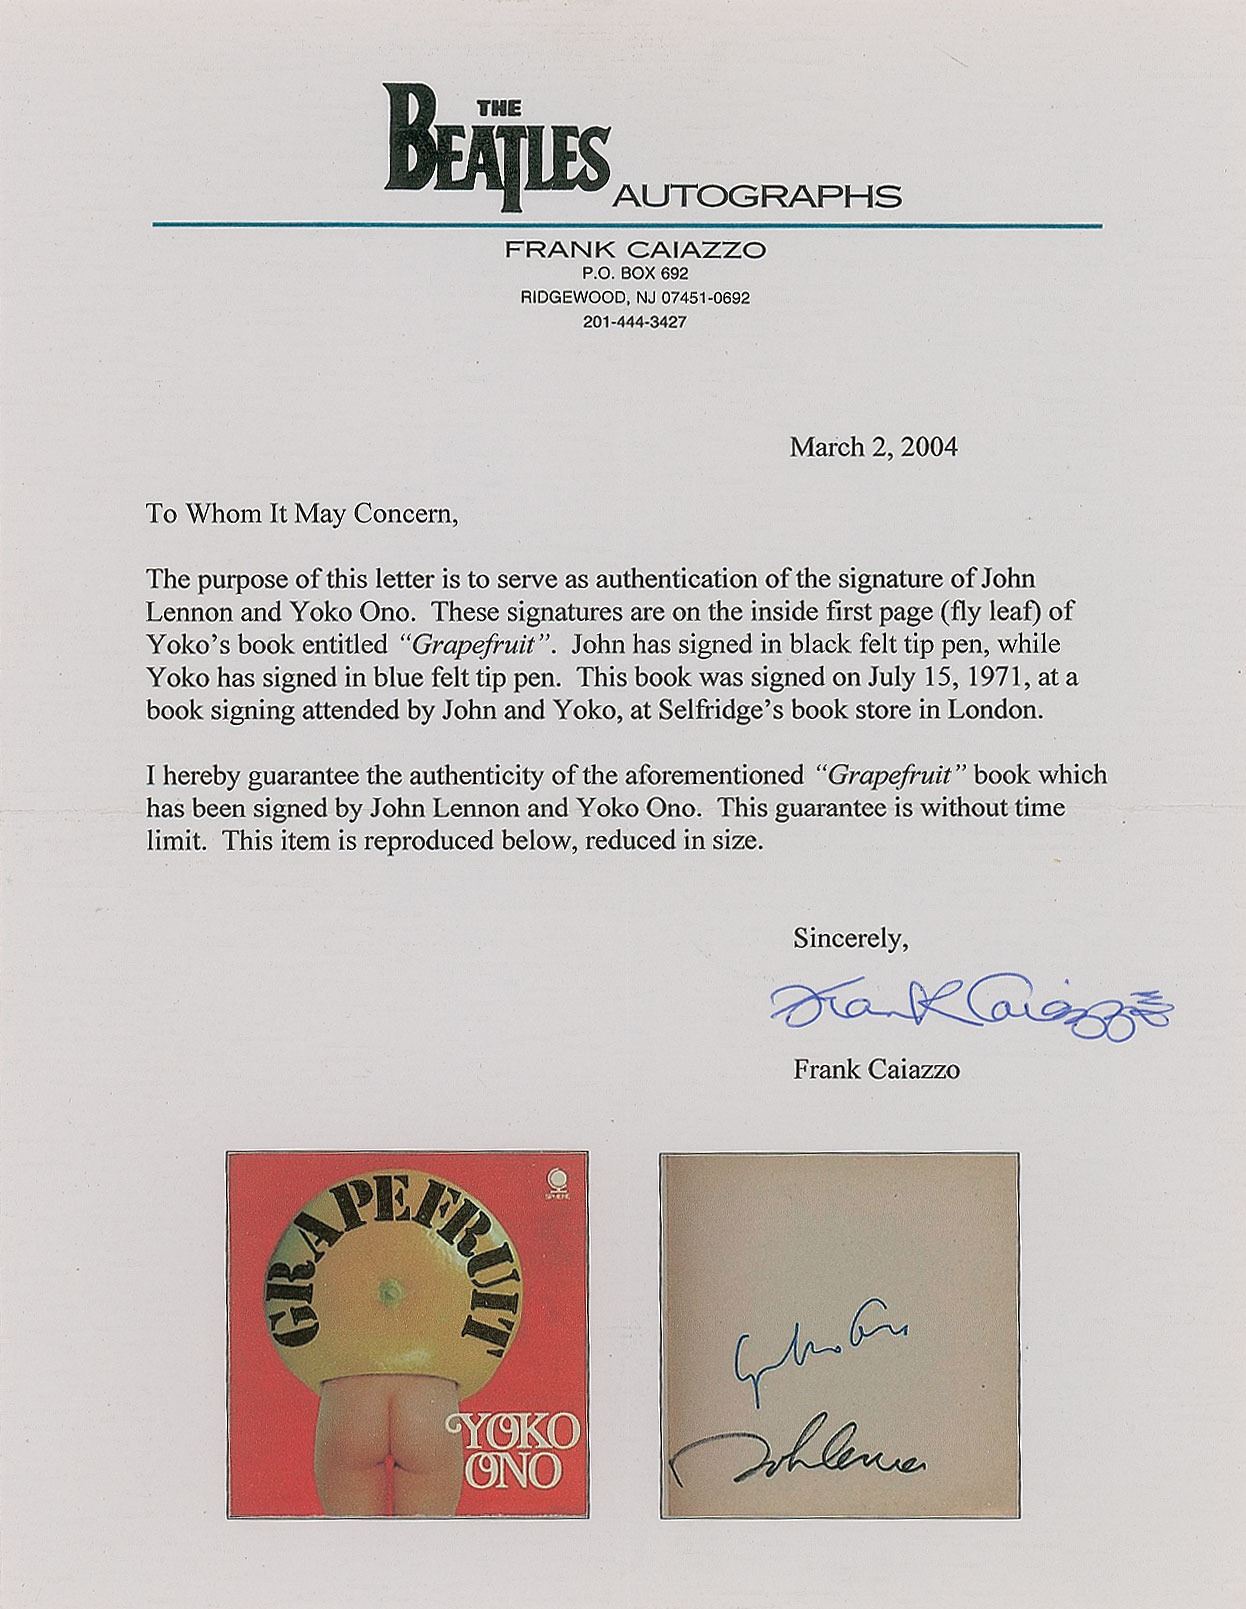 THE
BEATLES
AUTOGRAPHS
FRANK CAIAZZO
P.O. BOX 692
RIDGEWOOD, NJ 07451-0692
201-444-3427
March 2, 2004
To Whom It May Concern,
The purpose of this letter is to serve as authentication of the signature of John
Lennon and Yoko Ono. These signatures are on the inside first page (fly leaf) of
Yoko's book entitled "Grapefruit". John has signed in black felt tip pen, while
Yoko has signed in blue felt tip pen. This book was signed on July 15, 1971, at a
book signing attended by John and Yoko, at Selfridge's book store in London.
I hereby guarantee the authenticity of the aforementioned "Grapefruit" book which
has been signed by John Lennon and Yoko Ono. This guarantee is without time
limit. This item is reproduced below, reduced in size.
Sincerely,
Frank Caiazzo
Frank Caiazzo
GRAPEFRUIT
SPHERE
YOKO
ONO
Yoko Ono
John Lennon